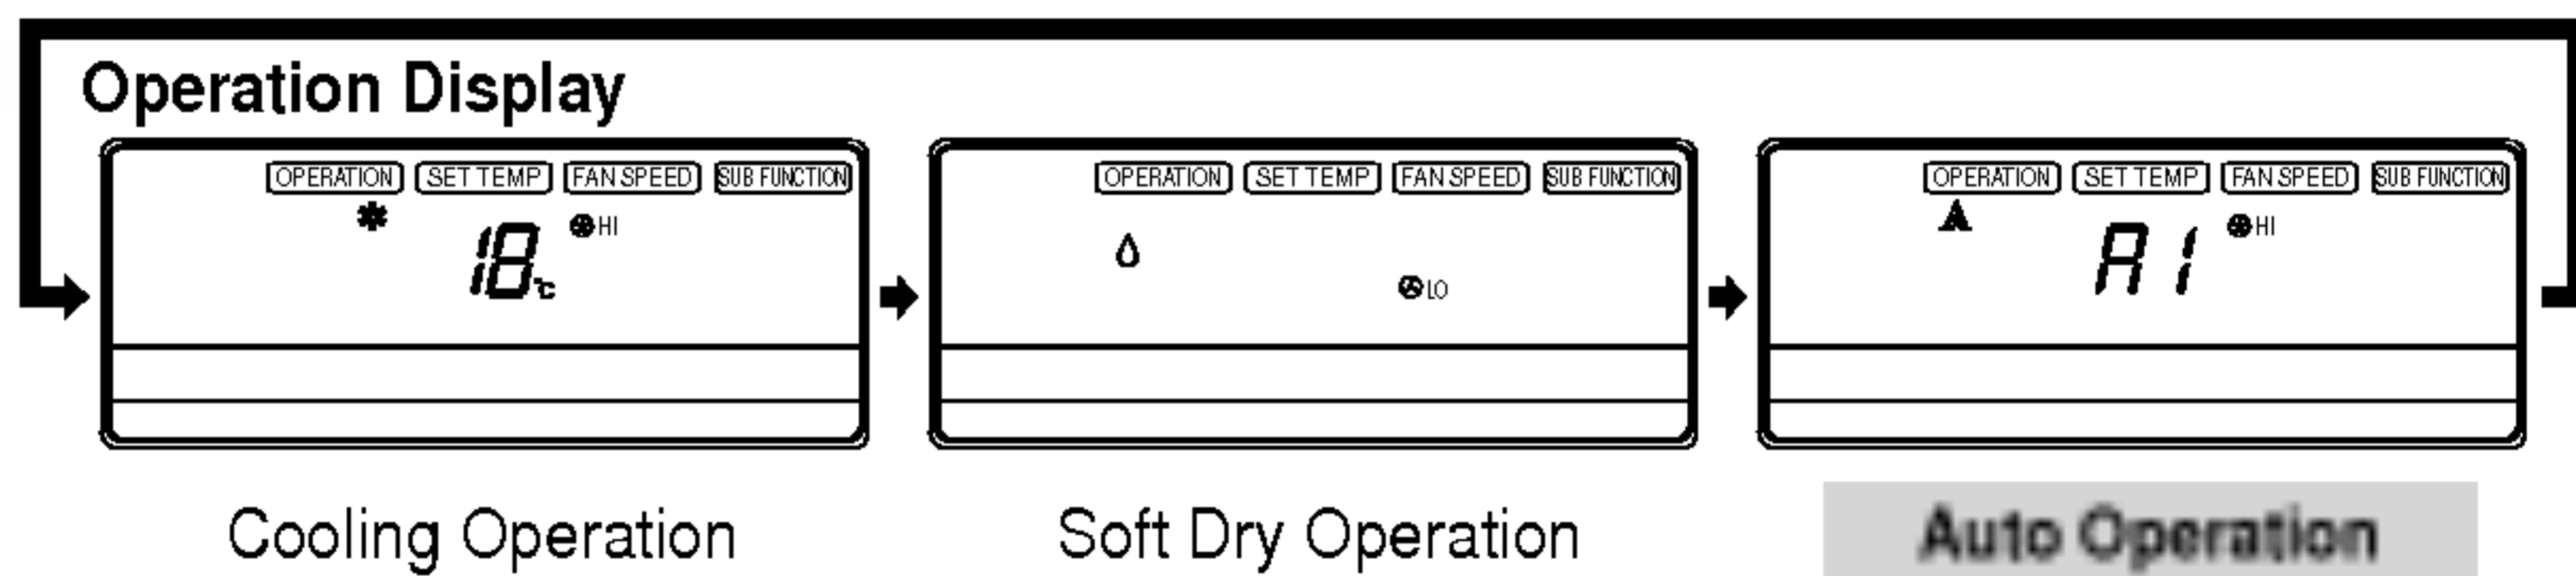 Operation Display
OPERATION SET TEMP FAN SPEED SUB FUNCTION
18°C HI
OPERATION SET TEMP FAN SPEED SUB FUNCTION
LO
OPERATION SET TEMP FAN SPEED SUB FUNCTION
A1 HI
Cooling Operation
Soft Dry Operation
Auto Operation